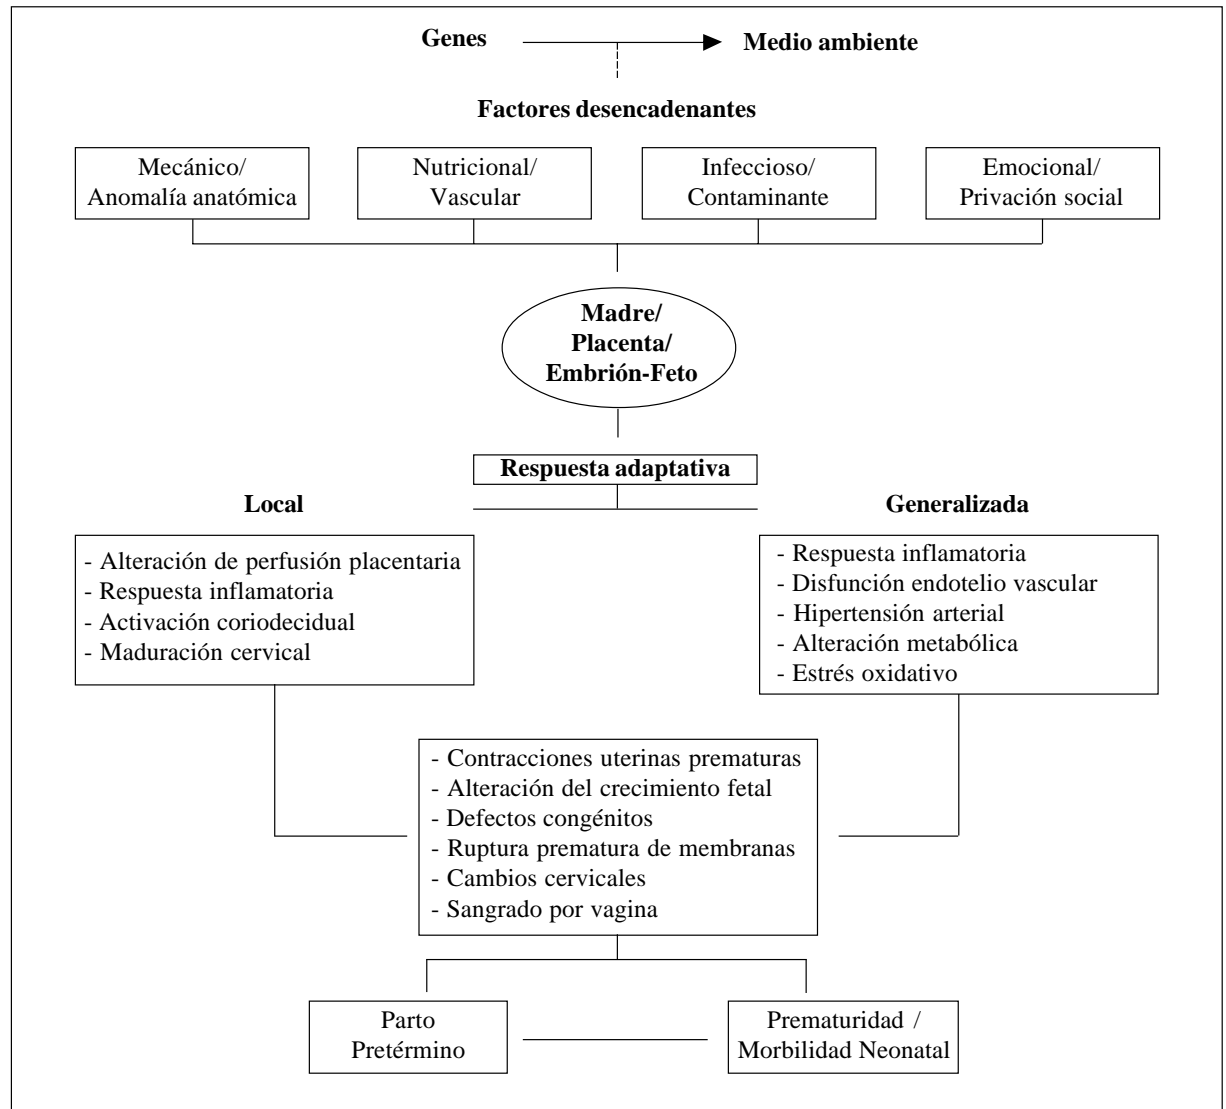 Genes
Medio ambiente
Factores desencadenantes
Mecánico/
Anomalía anatómica
Nutricional/
Vascular
Infeccioso/
Contaminante
Emocional/
Privación social
Madre/
Placenta/
Embrión-Feto
Respuesta adaptativa
Local
- Alteración de perfusión placentaria
- Respuesta inflamatoria
- Activación coriodecidual
- Maduración cervical
Generalizada
- Respuesta inflamatoria
- Disfunción endotelio vascular
- Hipertensión arterial
- Alteración metabólica
- Estrés oxidativo
- Contracciones uterinas prematuras
- Alteración del crecimiento fetal
- Defectos congénitos
- Ruptura prematura de membranas
- Cambios cervicales
- Sangrado por vagina
Parto
Pretérmino
Prematuridad /
Morbilidad Neonatal